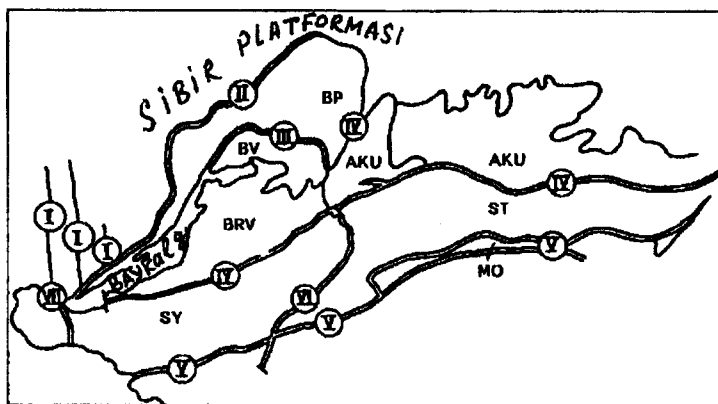 SİBİR PLATFORMASI
II
BP
BV
III
IV
AKU
AKU
IV
ST
I
I
I
BRV
BAYKal
V
MO
VII
IV
SY
VI
V
V